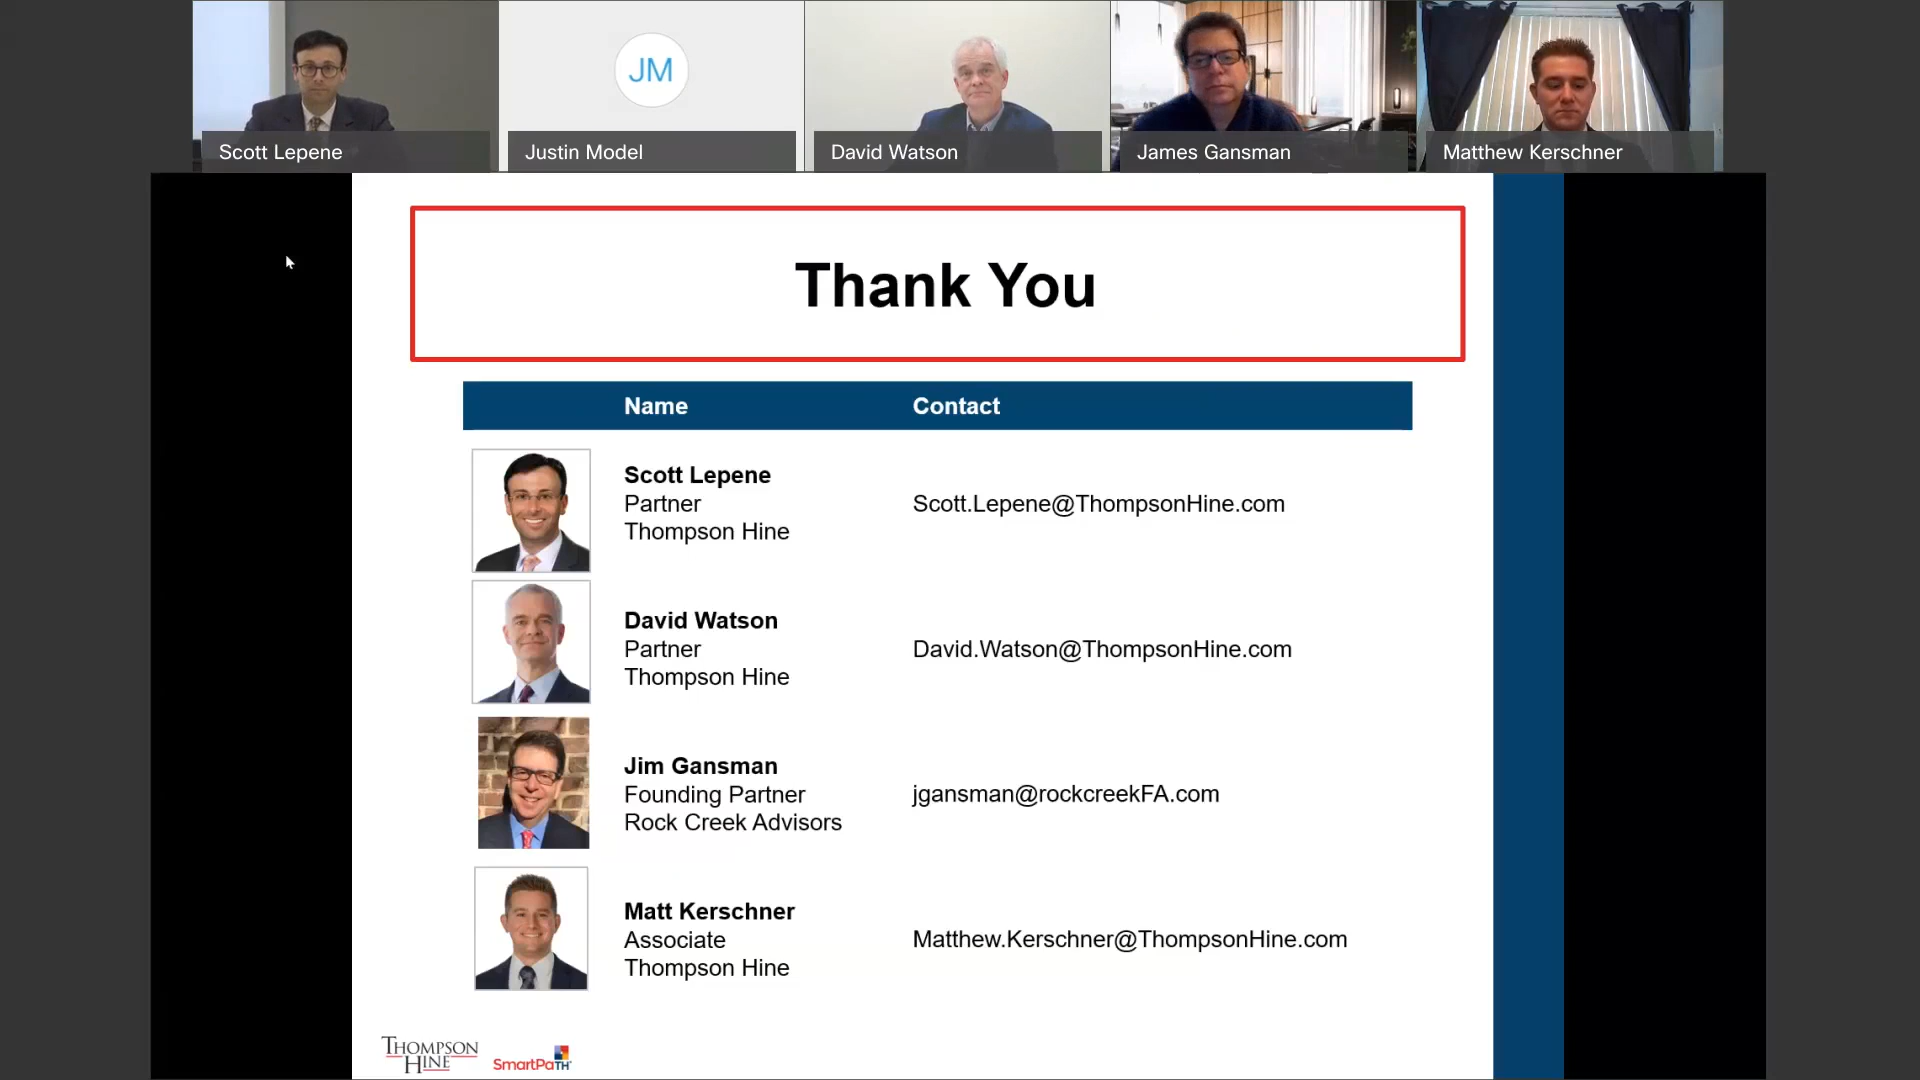 Scott Lepene
JM
Justin Model
David Watson
James Gansman
Matthew Kerschner
Thank You
Name Contact
Scott Lepene
Partner
Thompson Hine
Scott.Lepene@ThompsonHine.com
David Watson
Partner
Thompson Hine
David.Watson@ThompsonHine.com
Jim Gansman
Founding Partner
Rock Creek Advisors
jgansman@rockcreekFA.com
Matt Kerschner
Associate
Thompson Hine
Matthew.Kerschner@ThompsonHine.com
THOMPSON
HINE
SmartPaTH